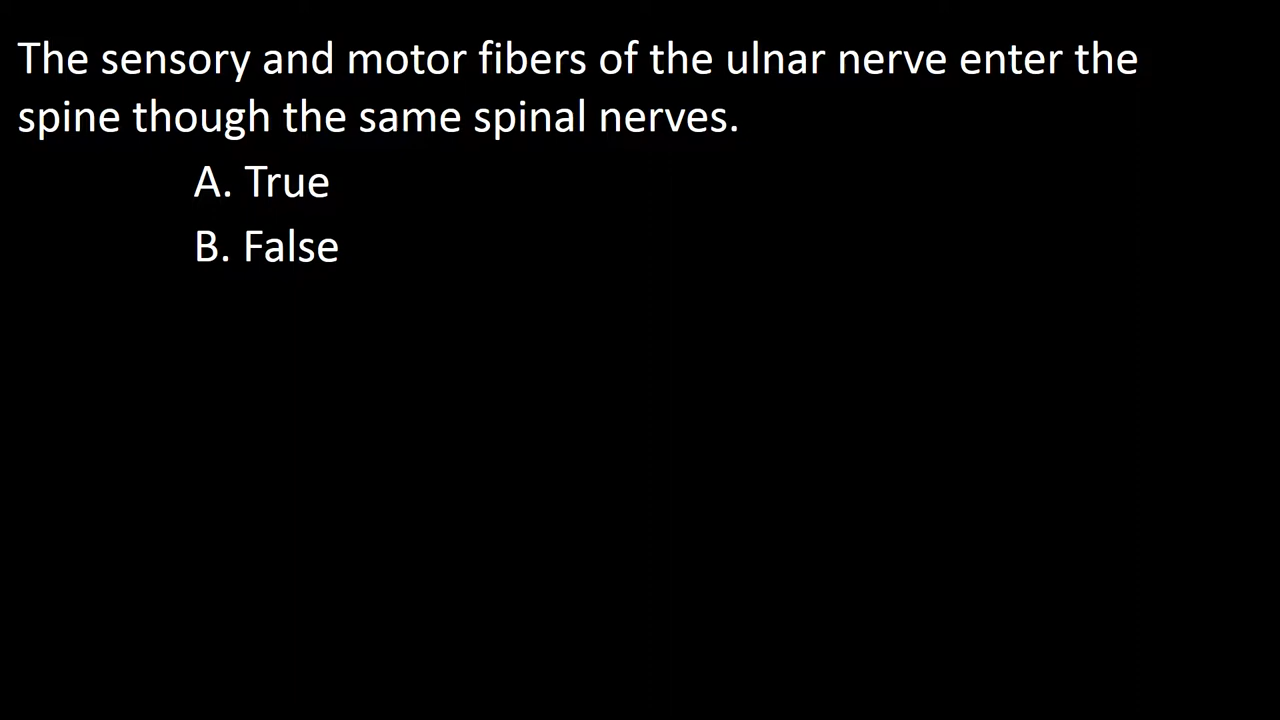 The sensory and motor fibers of the ulnar nerve enter the
spine though the same spinal nerves.
A. True
B. False